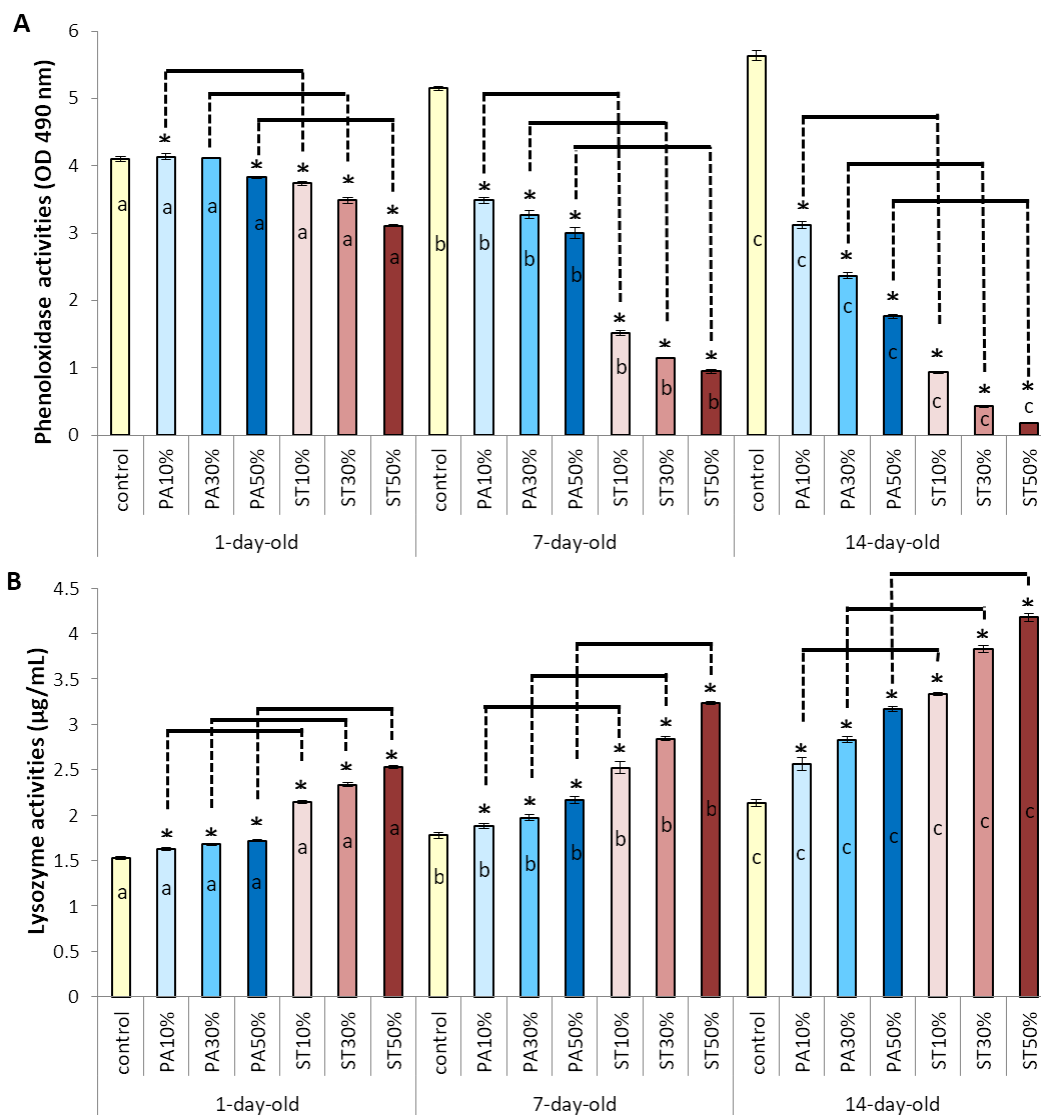 A
Phenoloxidase activities (OD 490 nm)
6
5
4
3
2
1
0
* * * * * *
a a a a a a a
* * * * * *
b b b b b b b
* * * * * *
c c c c c c c
control PA10% PA30% PA50% ST10% ST30% ST50% control PA10% PA30% PA50% ST10% ST30% ST50% control PA10% PA30% PA50% ST10% ST30% ST50%
1-day-old 7-day-old 14-day-old
B
Lysozyme activities (µg/mL)
4.5
4
3.5
3
2.5
2
1.5
1
0.5
0
* * * * * *
a a a a a a a
* * * * * *
b b b b b b b
* * * * * *
c c c c c c c
control PA10% PA30% PA50% ST10% ST30% ST50% control PA10% PA30% PA50% ST10% ST30% ST50% control PA10% PA30% PA50% ST10% ST30% ST50%
1-day-old 7-day-old 14-day-old